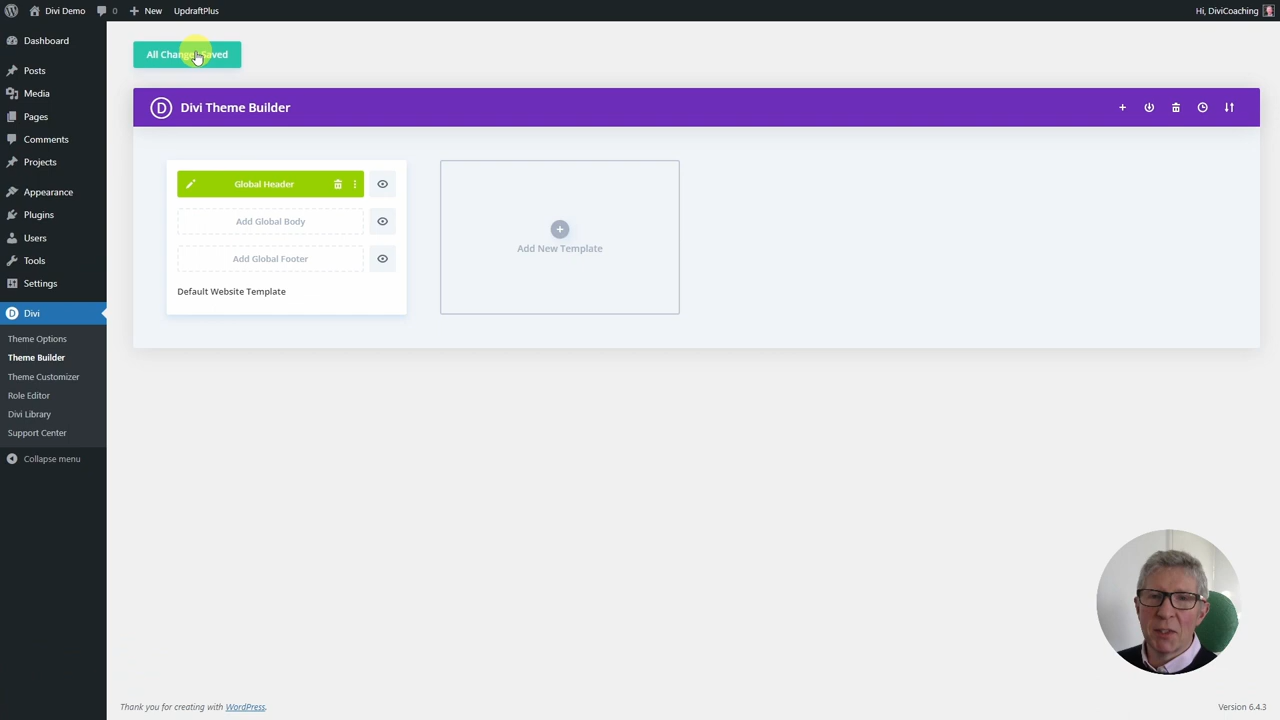 Divi Demo
0
New
UpdraftPlus
Hi, DiviCoaching
Dashboard
Posts
Media
Pages
Comments
Projects
Appearance
Plugins
Users
Tools
Settings
Divi
Theme Options
Theme Builder
Theme Customizer
Role Editor
Divi Library
Support Center
Collapse menu
All Changes Saved
D Divi Theme Builder
Global Header
Add Global Body
Add Global Footer
Default Website Template
Add New Template
Thank you for creating with WordPress.
Version 6.4.3